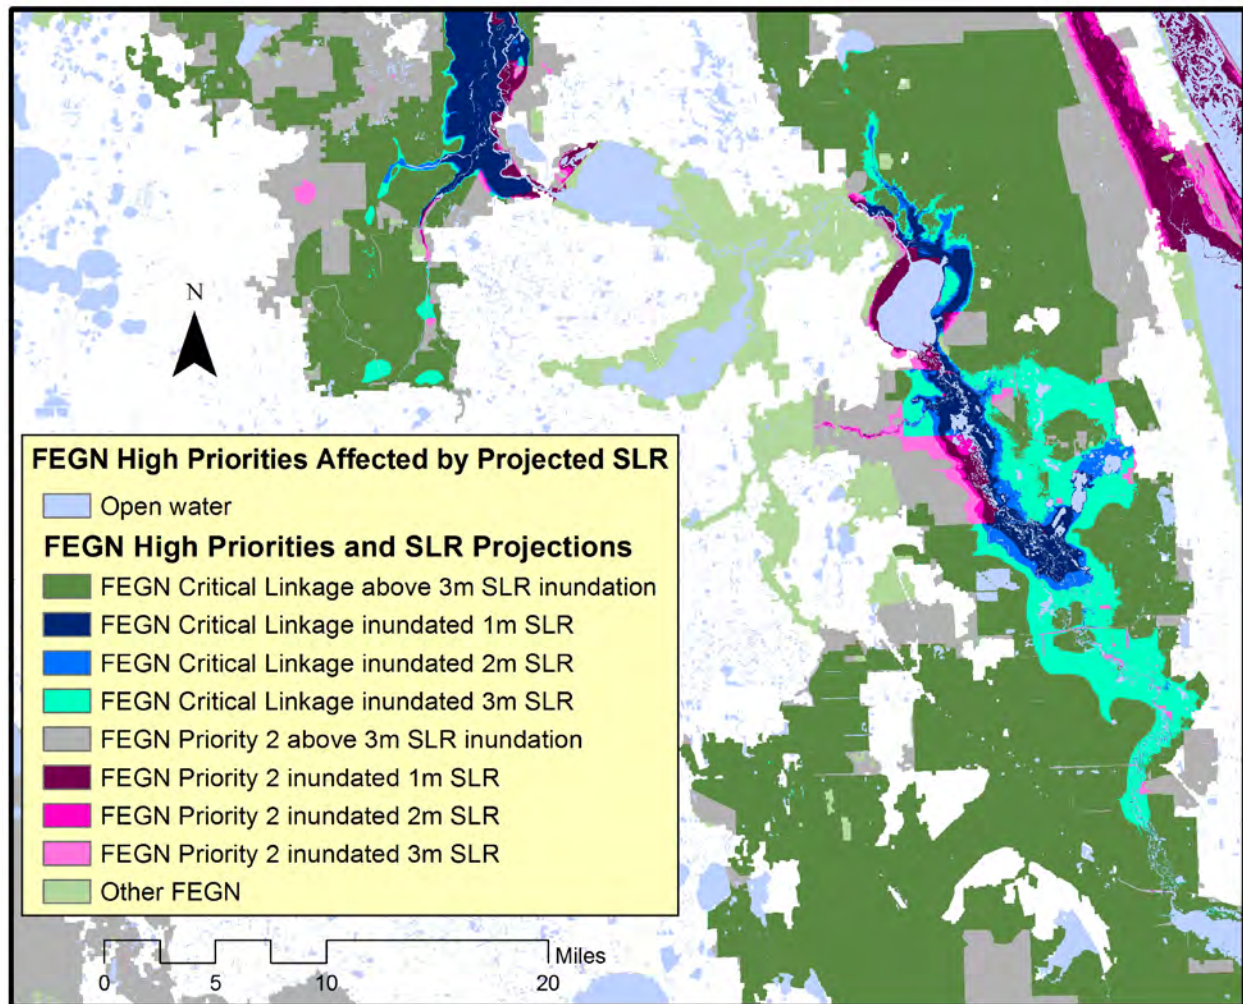 N
FEGN High Priorities Affected by Projected SLR
Open water
FEGN High Priorities and SLR Projections
FEGN Critical Linkage above 3m SLR inundation
FEGN Critical Linkage inundated 1m SLR
FEGN Critical Linkage inundated 2m SLR
FEGN Critical Linkage inundated 3m SLR
FEGN Priority 2 above 3m SLR inundation
FEGN Priority 2 inundated 1m SLR
FEGN Priority 2 inundated 2m SLR
FEGN Priority 2 inundated 3m SLR
Other FEGN
Miles
0 5 10 20